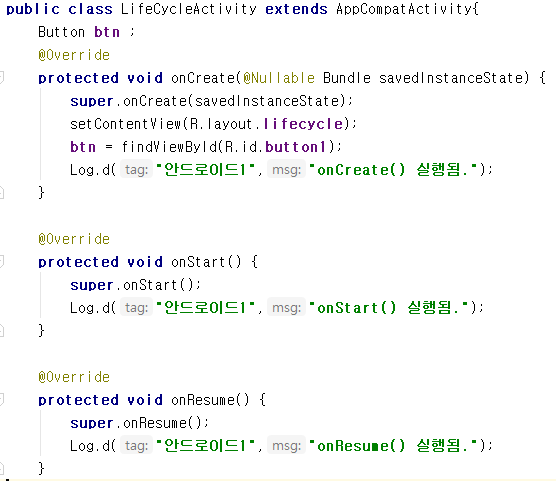 public class LifeCycleActivity extends AppCompatActivity{
Button btn ;
@Override
protected void onCreate(@Nullable Bundle savedInstanceState) {
super.onCreate(savedInstanceState);
setContentView(R.layout.lifecycle);
btn = findViewById(R.id.button1);
Log.d( tag: "안드로이드1", msg: "onCreate() 실행됨.");
}
@Override
protected void onStart() {
super.onStart();
Log.d( tag: "안드로이드1", msg: "onStart() 실행됨.");
}
@Override
protected void onResume() {
super.onResume();
Log.d( tag: "안드로이드1", msg: "onResume() 실행됨.");
}